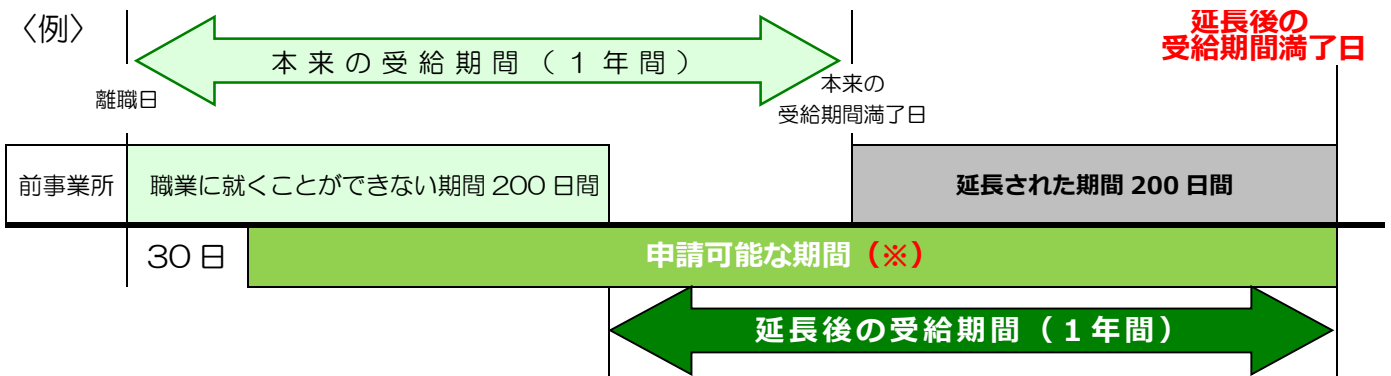 〈例〉
延長後の
受給期間満了日
本来の受給期間（１年間）
離職日
本来の
受給期間満了日
前事業所
職業に就くことができない期間 200 日間
延長された期間 200 日間
30 日
申請可能な期間（※）
延長後の受給期間（１年間）